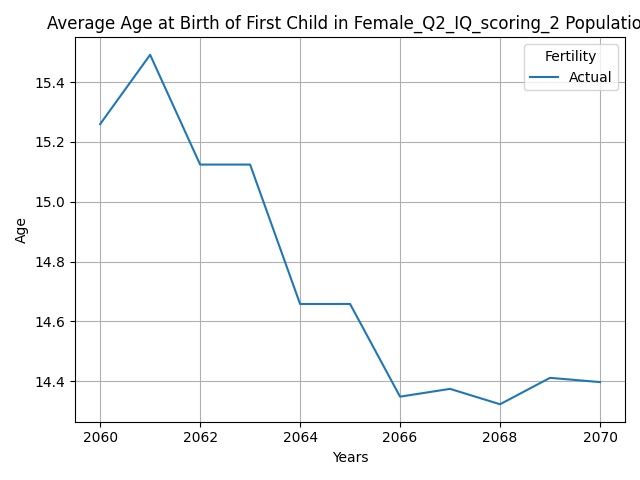 Average Age at Birth of First Child in Female_Q2_IQ_scoring_2 Populatio
Fertility
Actual
15.4
15.2
15.0
14.8
14.6
14.4
Age
2060 2062 2064 2066 2068 2070
Years